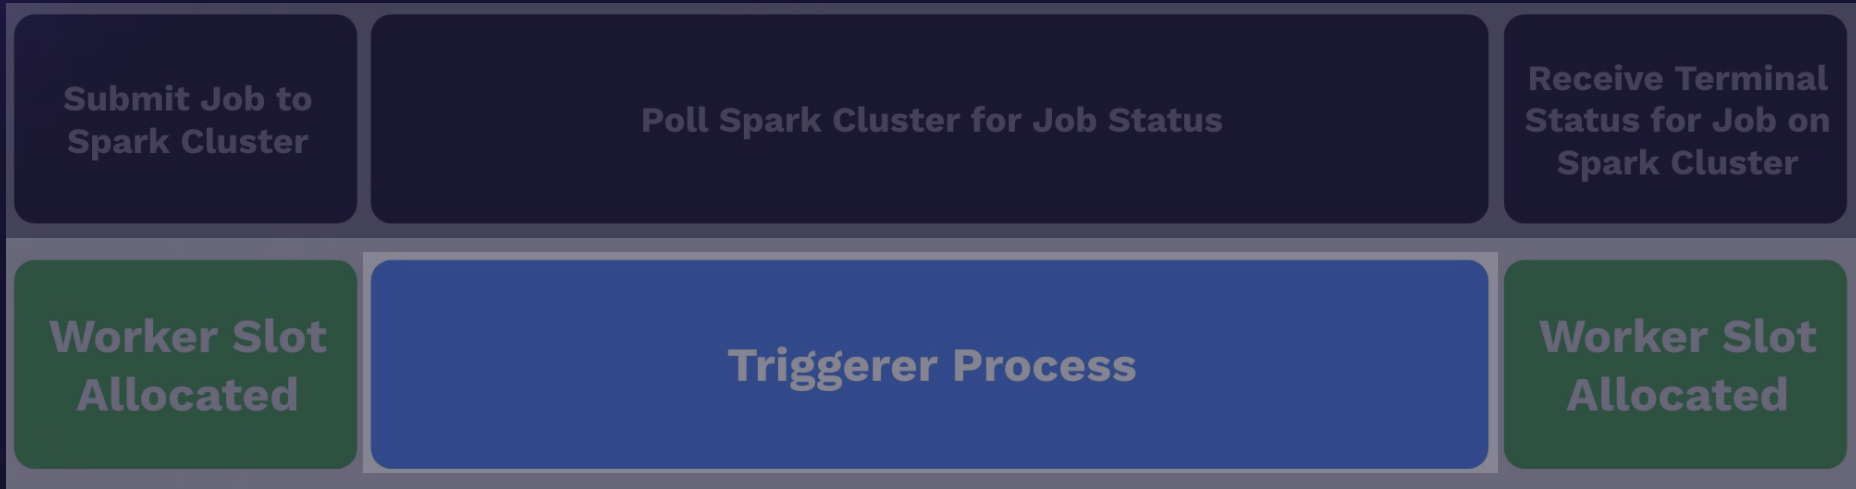 Submit Job to
Spark Cluster
Poll Spark Cluster for Job Status
Receive Terminal
Status for Job on
Spark Cluster
Worker Slot
Allocated
Triggerer Process
Worker Slot
Allocated